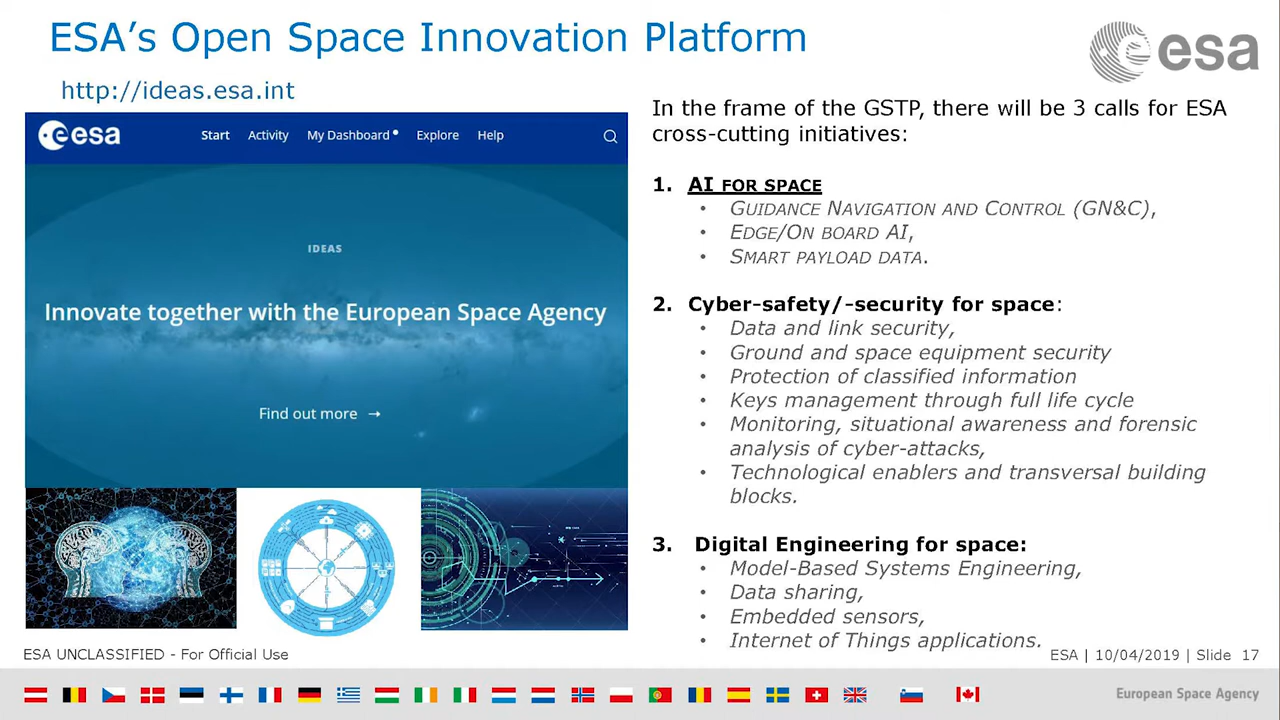 ESA's Open Space Innovation Platform
esa
http://ideas.esa.int
esa
Start Activity My Dashboard Explore Help
IDEAS
Innovate together with the European Space Agency
Find out more →
In the frame of the GSTP, there will be 3 calls for ESA
cross-cutting initiatives:
1. AI FOR SPACE
• GUIDANCE NAVIGATION AND CONTROL (GN&C),
• EDGE/ON BOARD AI,
• SMART PAYLOAD DATA.
2. Cyber-safety/-security for space:
• Data and link security,
• Ground and space equipment security
• Protection of classified information
• Keys management through full life cycle
• Monitoring, situational awareness and forensic
analysis of cyber-attacks,
• Technological enablers and transversal building
blocks.
3. Digital Engineering for space:
• Model-Based Systems Engineering,
• Data sharing,
• Embedded sensors,
• Internet of Things applications.
ESA UNCLASSIFIED - For Official Use
ESA | 10/04/2019 | Slide 17
European Space Agency